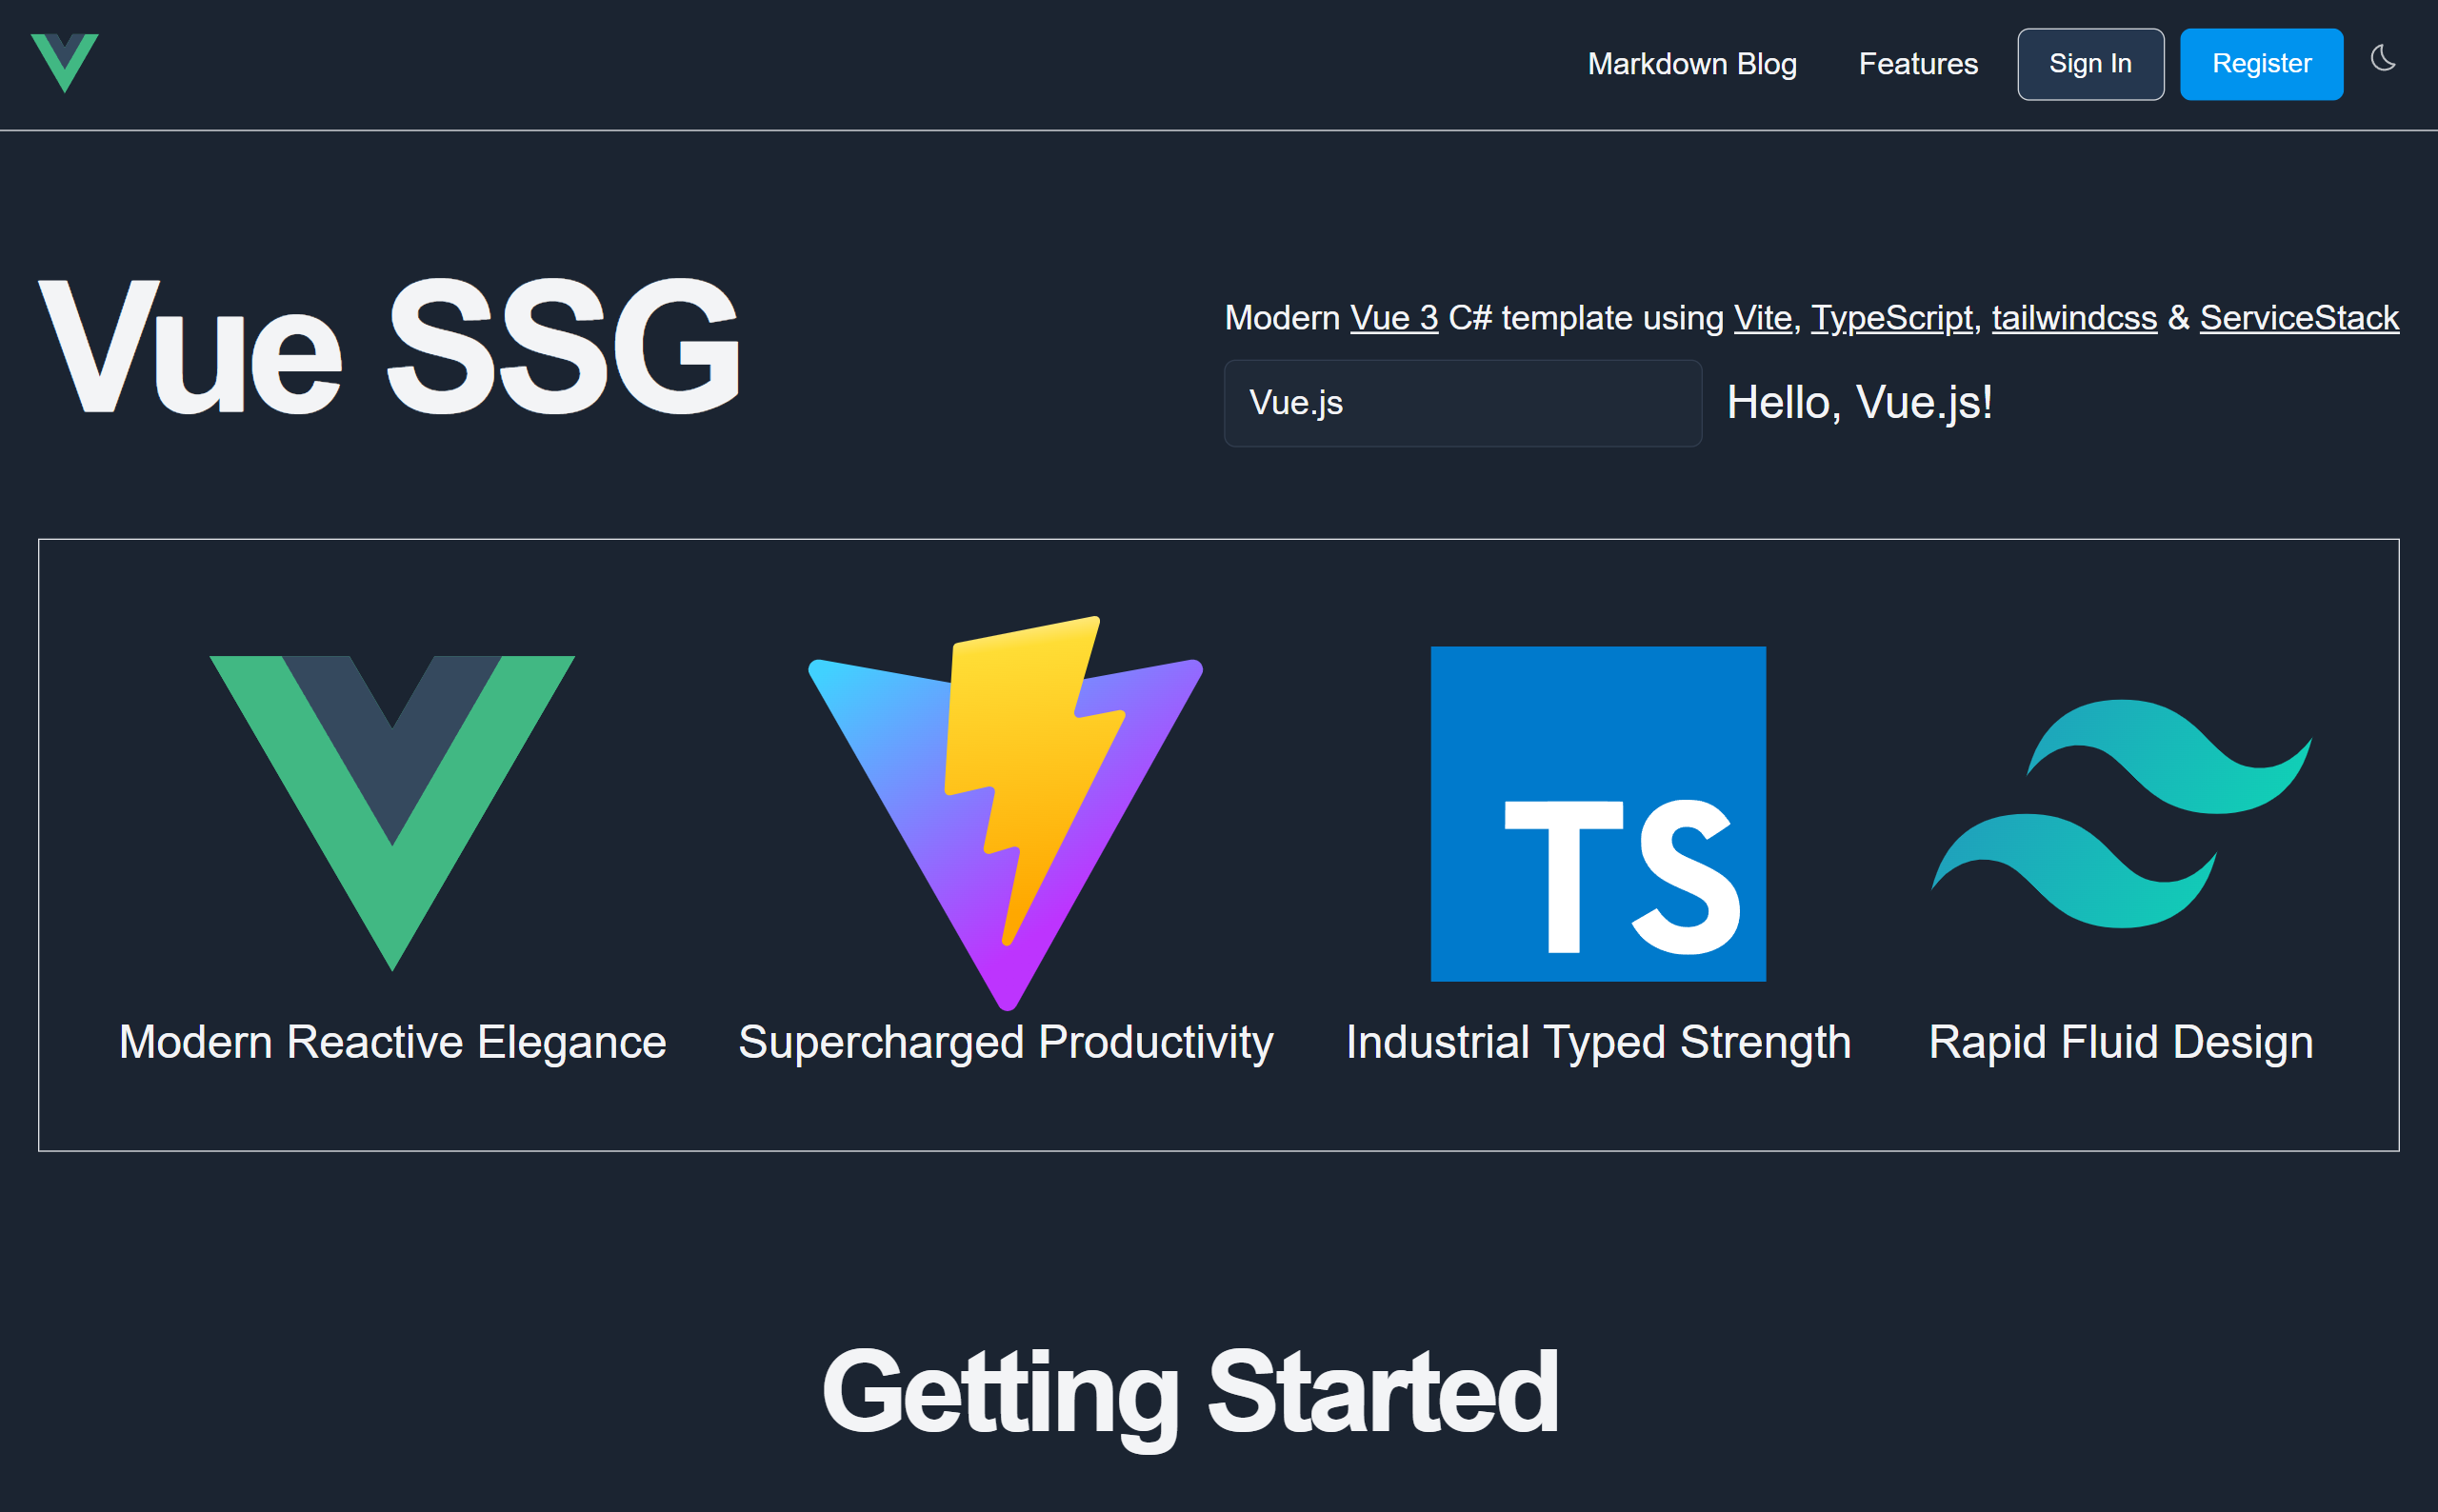 Markdown Blog
Features
Sign In
Register
Vue SSG
Modern Vue 3 C# template using Vite, TypeScript, tailwindcss & ServiceStack
Vue.js
Hello, Vue.js!
TS
Modern Reactive Elegance
Supercharged Productivity
Industrial Typed Strength
Rapid Fluid Design
Getting Started